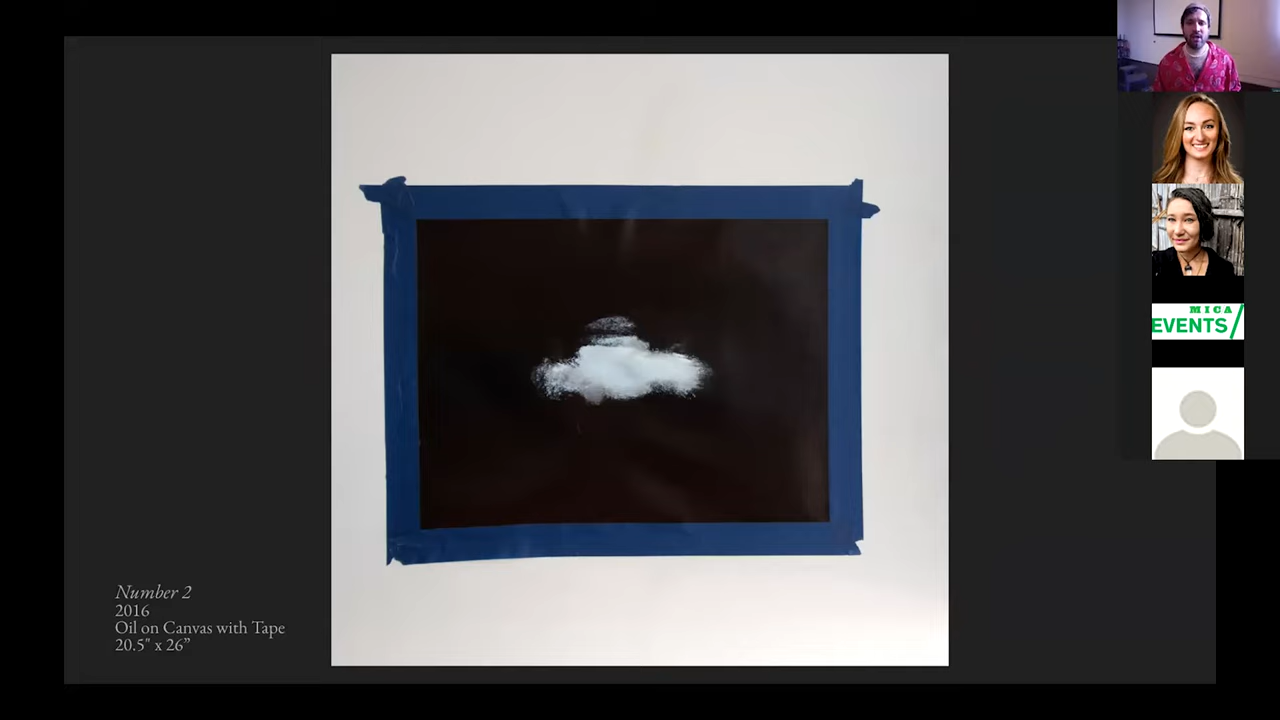 MICA
EVENTS/
Number 2
2016
Oil on Canvas with Tape
20.5" x 26”